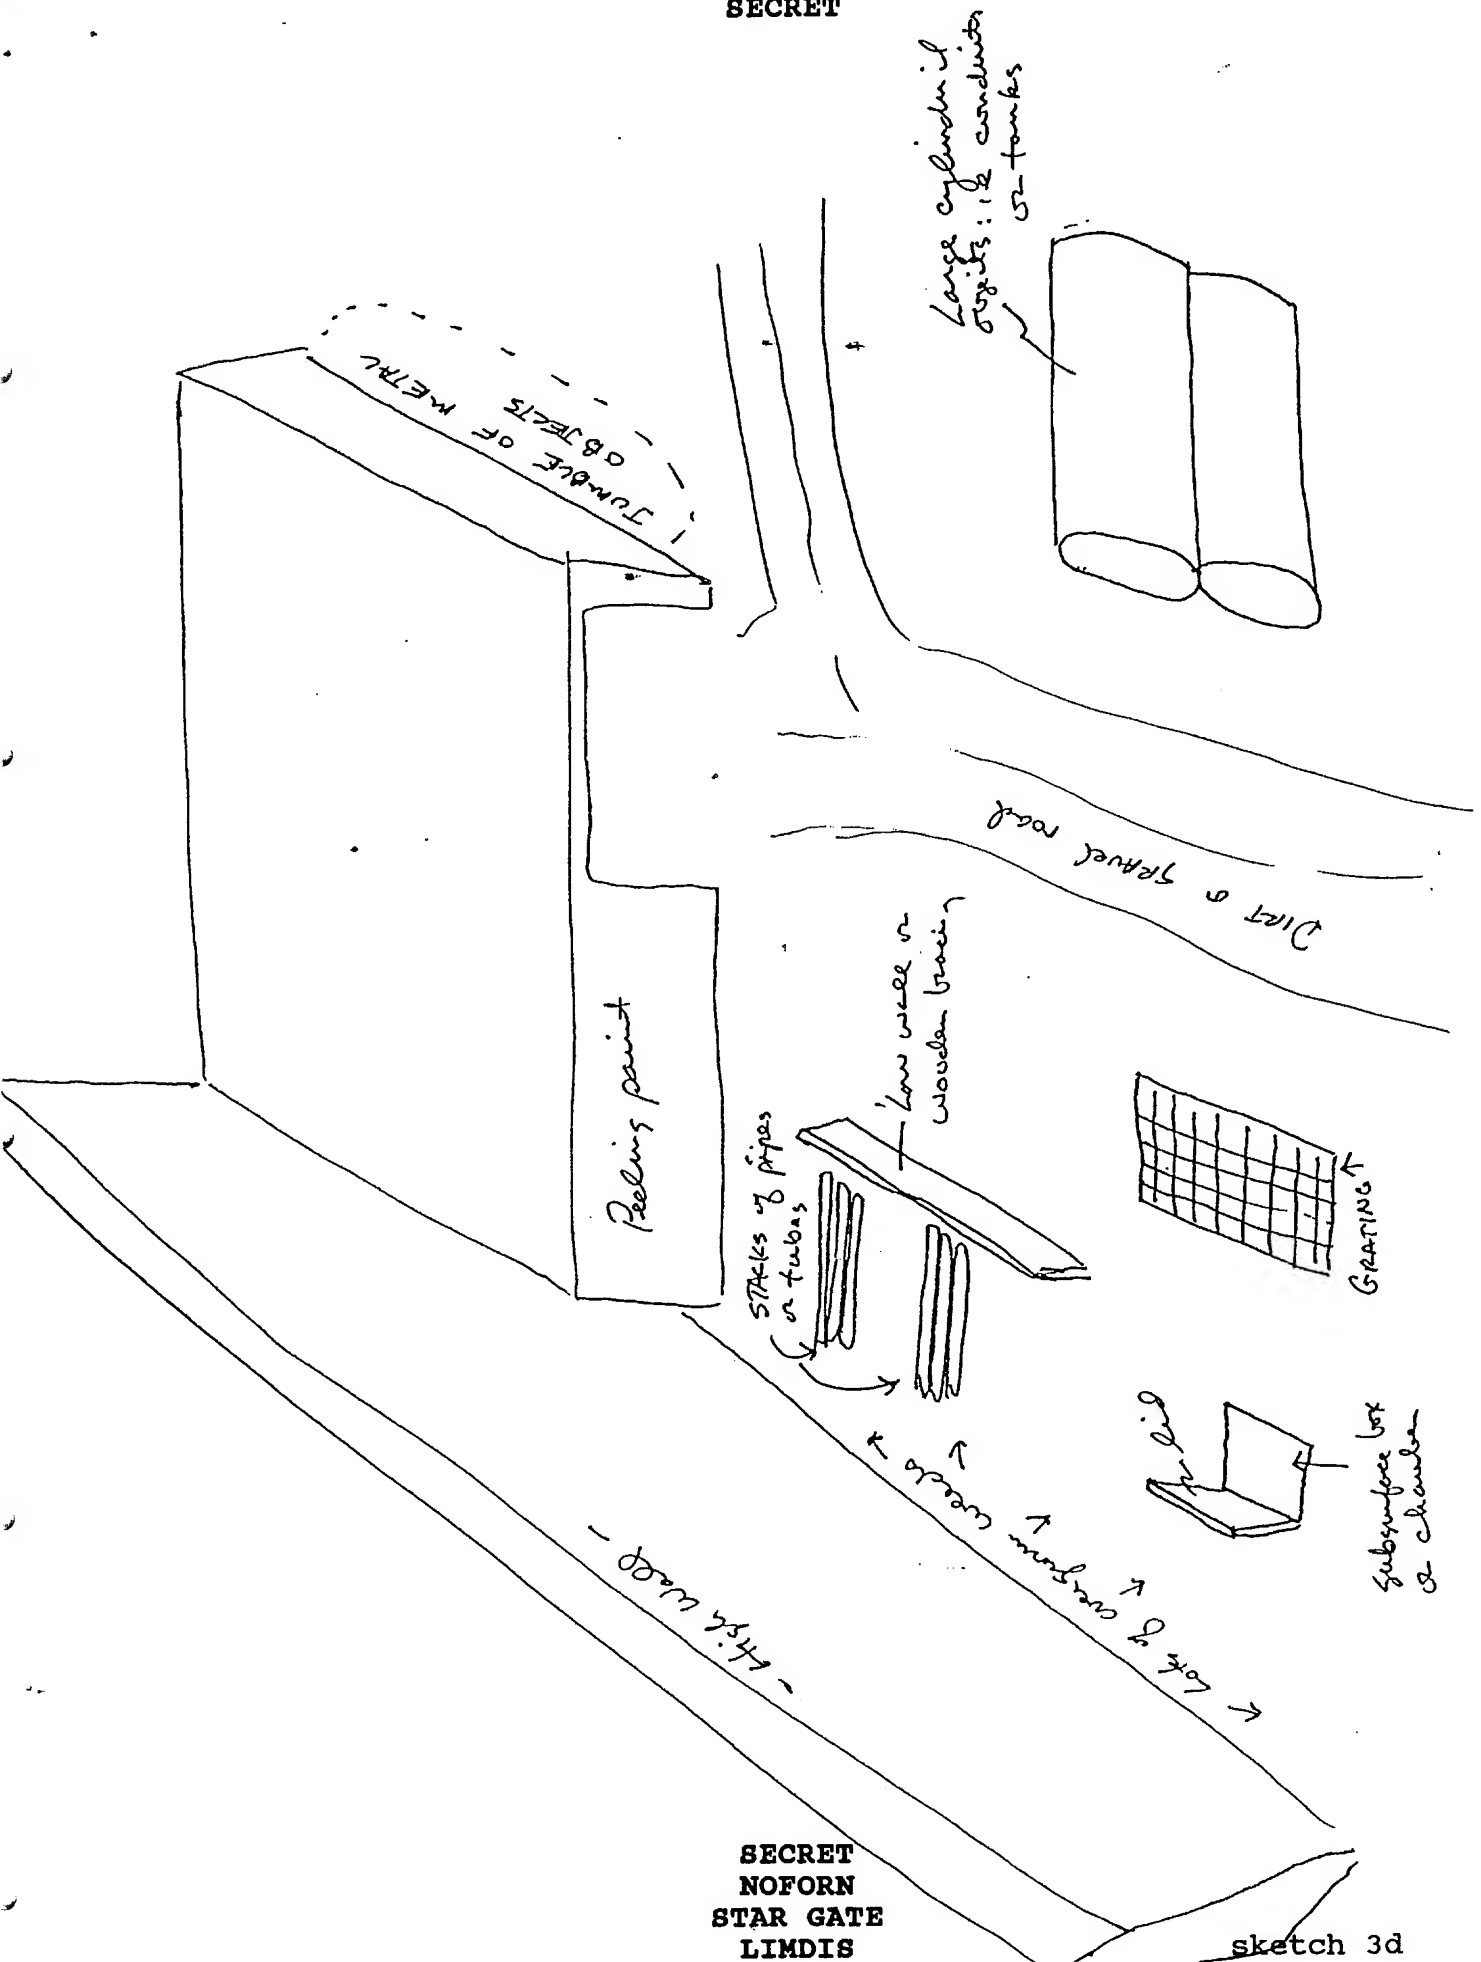 SECRET
Large cylindricl
objects: ie conduits
or tanks
JUMBLE OF METAL
OBJECTS
DIRT or GRAVEL road
Low wall or
wooden bracing
Peeling paint
STACKS of pipes
or tubes
GRATING
lid
Subsurface box
or chamber
Lots of overgrown weeds
- High Wall -
SECRET
NOFORN
STAR GATE
LIMDIS
sketch 3d